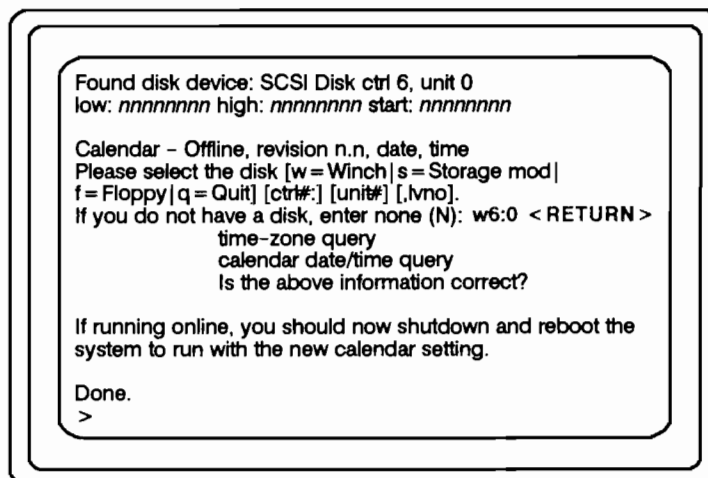 Found disk device: SCSI Disk ctrl 6, unit 0
low: nnnnnnnn high: nnnnnnnn start: nnnnnnnn
Calendar – Offline, revision n.n, date, time
Please select the disk [w=Winch|s=Storage mod|
f=Floppy|q=Quit] [ctrl#:] [unit#] [,lvno].
If you do not have a disk, enter none (N): w6:0 <RETURN>
time-zone query
calendar date/time query
Is the above information correct?
If running online, you should now shutdown and reboot the
system to run with the new calendar setting.
Done.
>